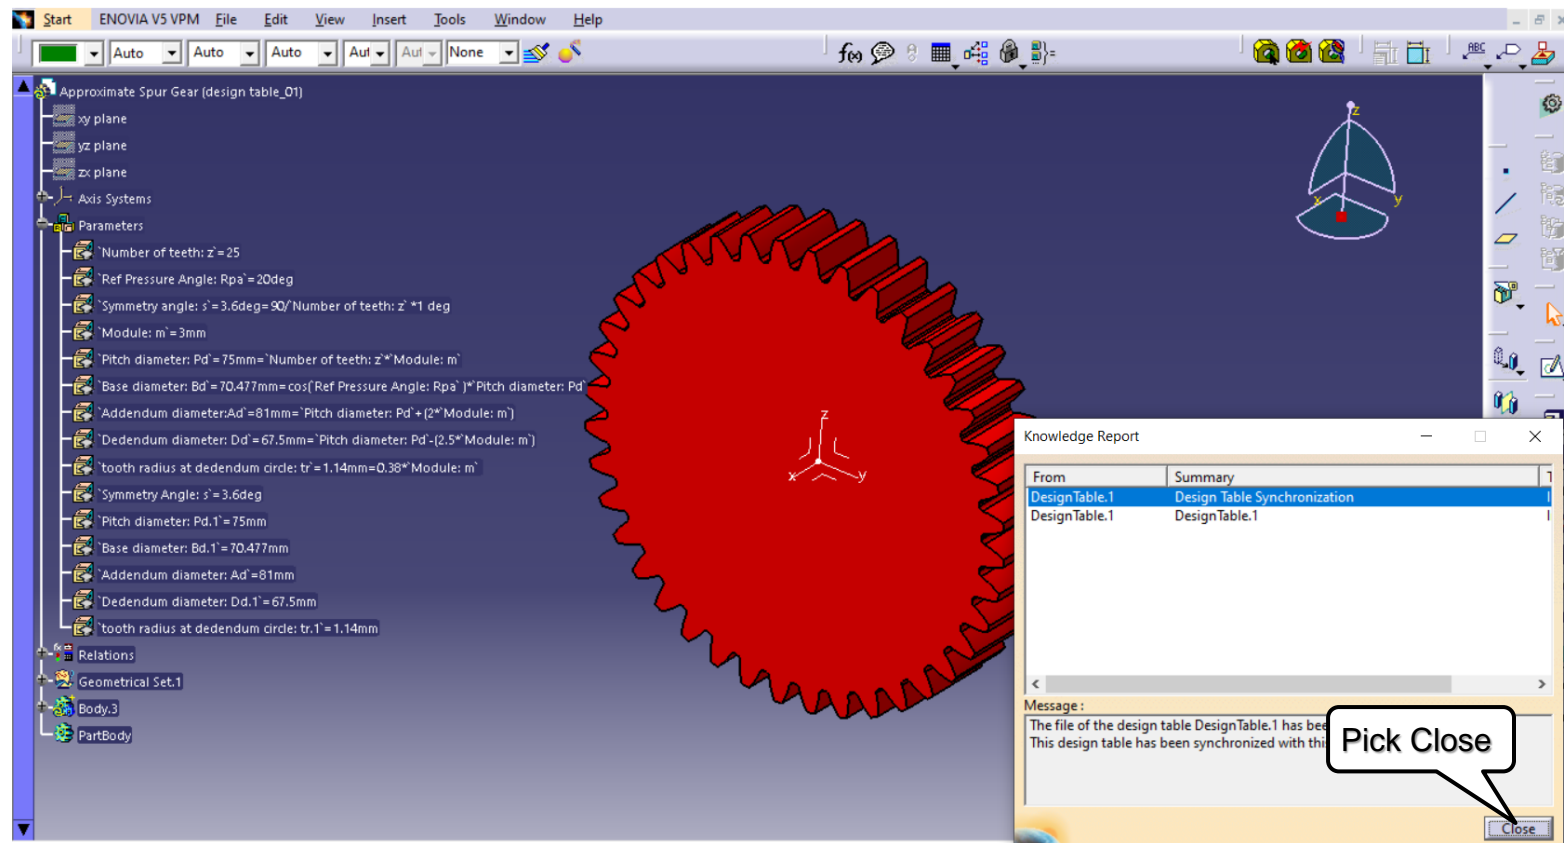 Start ENOVIA V5 VPM File Edit View Insert Tools Window Help
Auto Auto Auto Aut Aut None
f(x)
ABC
Approximate Spur Gear (design table_01)
xy plane
yz plane
zx plane
Axis Systems
Parameters
`Number of teeth: z`=25
`Ref Pressure Angle: Rpa`=20deg
`Symmetry angle: s`=3.6deg=90/`Number of teeth: z` *1 deg
`Module: m`=3mm
`Pitch diameter: Pd`=75mm=`Number of teeth: z`*`Module: m`
`Base diameter: Bd`=70.477mm=cos(`Ref Pressure Angle: Rpa` )*`Pitch diameter: Pd`
`Addendum diameter:Ad`=81mm=`Pitch diameter: Pd`+(2*`Module: m`)
`Dedendum diameter: Dd`=67.5mm=`Pitch diameter: Pd`-(2.5*`Module: m`)
`tooth radius at dedendum circle: tr`=1.14mm=0.38*`Module: m`
`Symmetry Angle: s`=3.6deg
`Pitch diameter: Pd.1`=75mm
`Base diameter: Bd.1`=70.477mm
`Addendum diameter: Ad`=81mm
`Dedendum diameter: Dd.1`=67.5mm
`tooth radius at dedendum circle: tr.1`=1.14mm
Relations
Geometrical Set.1
Body.3
PartBody
z
x
y
z
x
y
Knowledge Report
From Summary T
DesignTable.1 Design Table Synchronization I
DesignTable.1 DesignTable.1 I
Message :
The file of the design table DesignTable.1 has bee
This design table has been synchronized with thi
Pick Close
Close